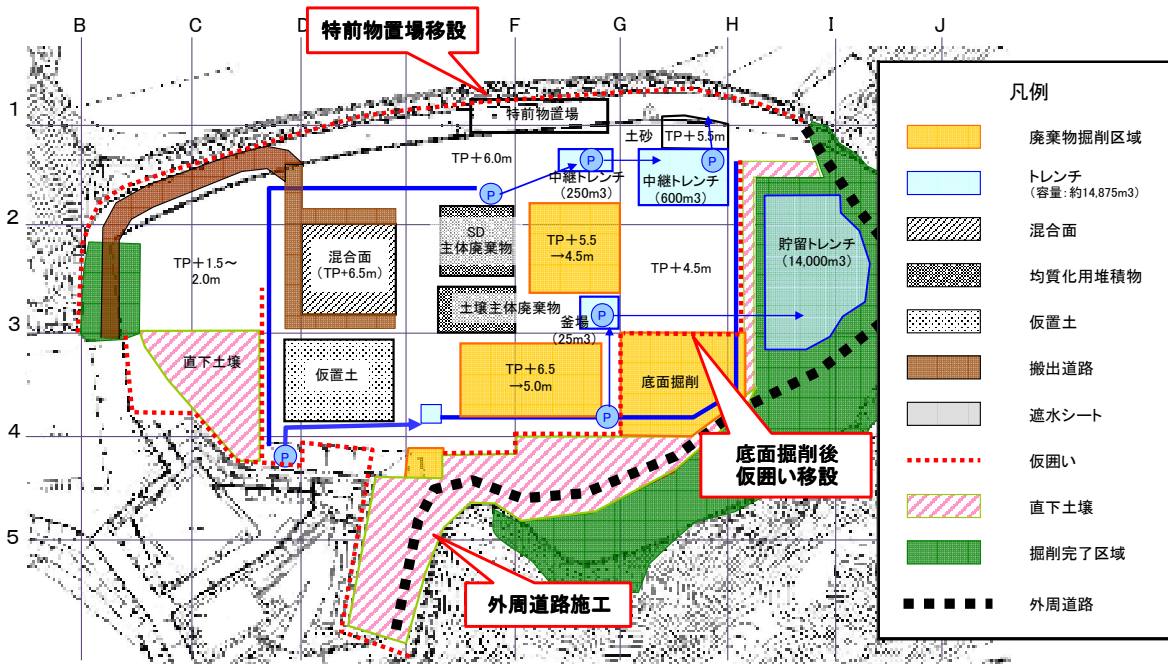 B
C
D
F
G
H
I
J
1
2
3
4
5
特前物置場移設
特前物置場
土砂
TP+5.5m
TP+6.0m
中継トレンチ
(250m3)
中継トレンチ
(600m3)
P
P
P
P
P
P
SD
主体廃棄物
TP+5.5
→4.5m
TP+4.5m
貯留トレンチ
(14,000m3)
混合面
(TP+6.5m)
TP+1.5~
2.0m
土壌主体廃棄物
釜場
(25m3)
直下土壌
仮置土
TP+6.5
→5.0m
底面掘削
底面掘削後
仮囲い移設
外周道路施工
凡例
廃棄物掘削区域
トレンチ
(容量:約14,875m3)
混合面
均質化用堆積物
仮置土
搬出道路
遮水シート
仮囲い
直下土壌
掘削完了区域
外周道路